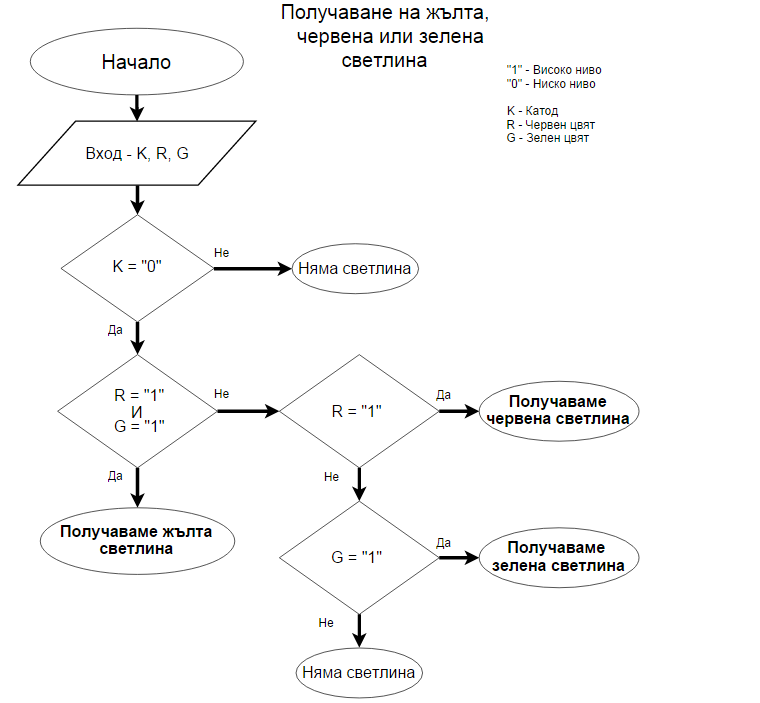 Получаване на жълта,
червена или зелена
светлина
Начало
"1" - Високо ниво
"0" - Ниско ниво
K - Катод
R - Червен цвят
G - Зелен цвят
Вход - K, R, G
K = "0"
Не
Няма светлина
Да
R = "1"
И
G = "1"
Не
R = "1"
Да
Получаваме
червена светлина
Да
Не
Получаваме жълта
светлина
G = "1"
Да
Получаваме
зелена светлина
Не
Няма светлина